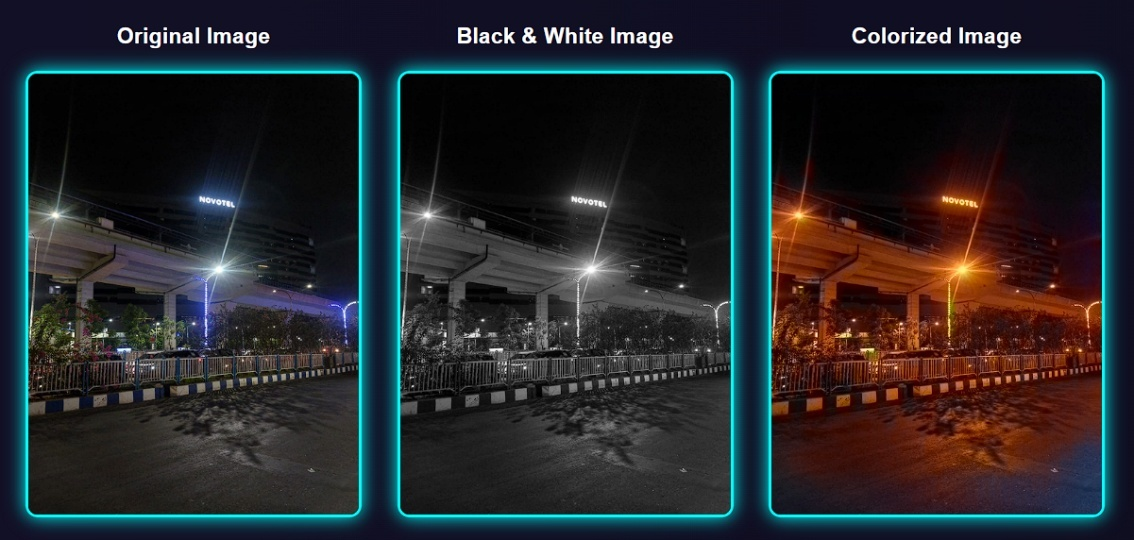 Original Image
Black & White Image
Colorized Image
NOVOTEL
NOVOTEL
NOVOTEL